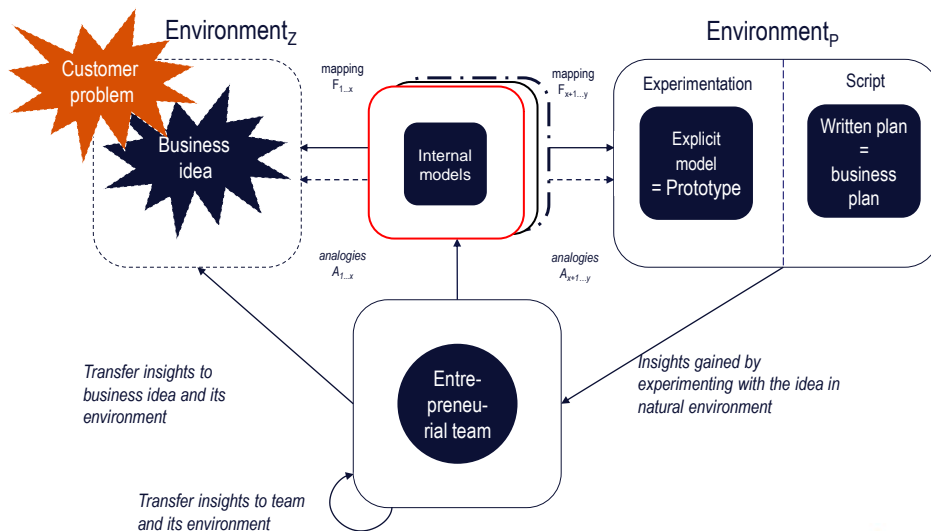 Environment_Z
Environment_P
Customer
problem
Business
idea
mapping
F_1...x
Internal
models
analogies
A_1...x
mapping
F_x+1...y
analogies
A_x+1...y
Experimentation
Explicit
model
= Prototype
Script
Written plan
=
business
plan
Entre-
preneu-
rial team
Transfer insights to
business idea and its
environment
Insights gained by
experimenting with the idea in
natural environment
Transfer insights to team
and its environment